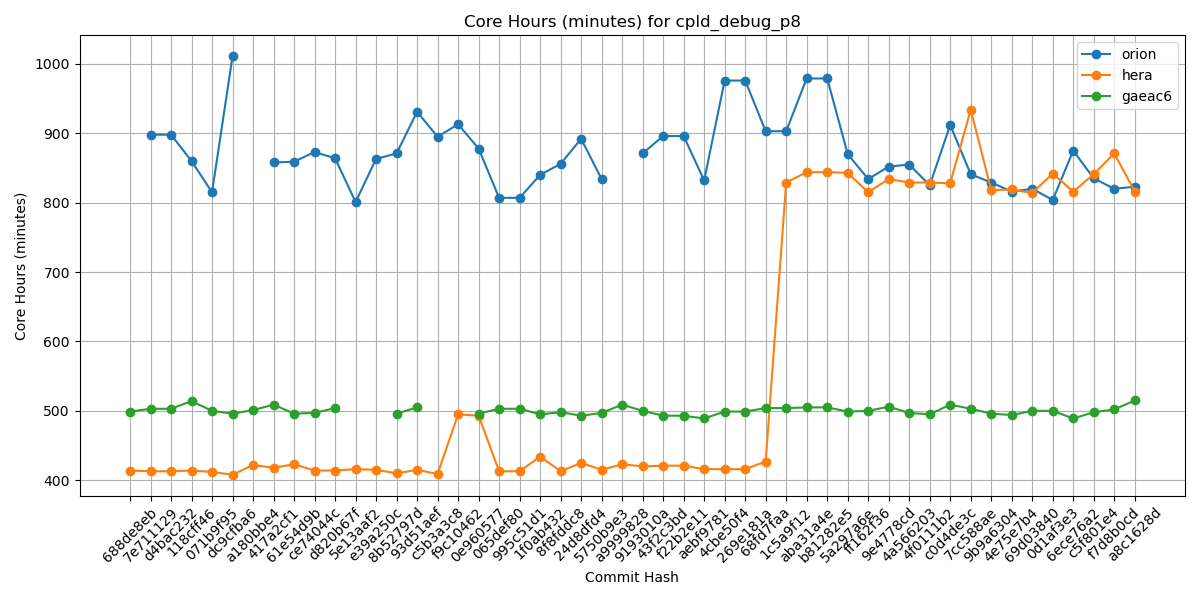 Core Hours (minutes) for cpld_debug_p8
orion
hera
gaeac6
Core Hours (minutes)
1000
900
800
700
600
500
400
688de8eb
7e711129
d4bac232
118cff46
071b9f95
dc9cfba6
a180bbe4
417a2cf1
61e54d9b
ce74044c
d820b67f
5e13aaf2
e39a250c
8b52797d
93d51aef
c5b3a3c8
f9c10462
0e960577
065def80
995c51d1
1f0ab432
8f6fddc8
24d8dfd4
5750b9e3
a9999828
9193010a
43f2c3bd
f22b2e11
aebf9781
4cbe50f4
269e181a
68fd7faa
1c5a9f12
aba31a4e
b81282e5
5a297a6e
ff162f36
9e4778cd
4a566203
4f0111b2
c0d4de3c
7cc588ae
9b9a6304
4e75e7b4
69d03840
0d1af3e3
6ece76a2
c5f801e4
f7d8b0cd
a8c1628d
Commit Hash